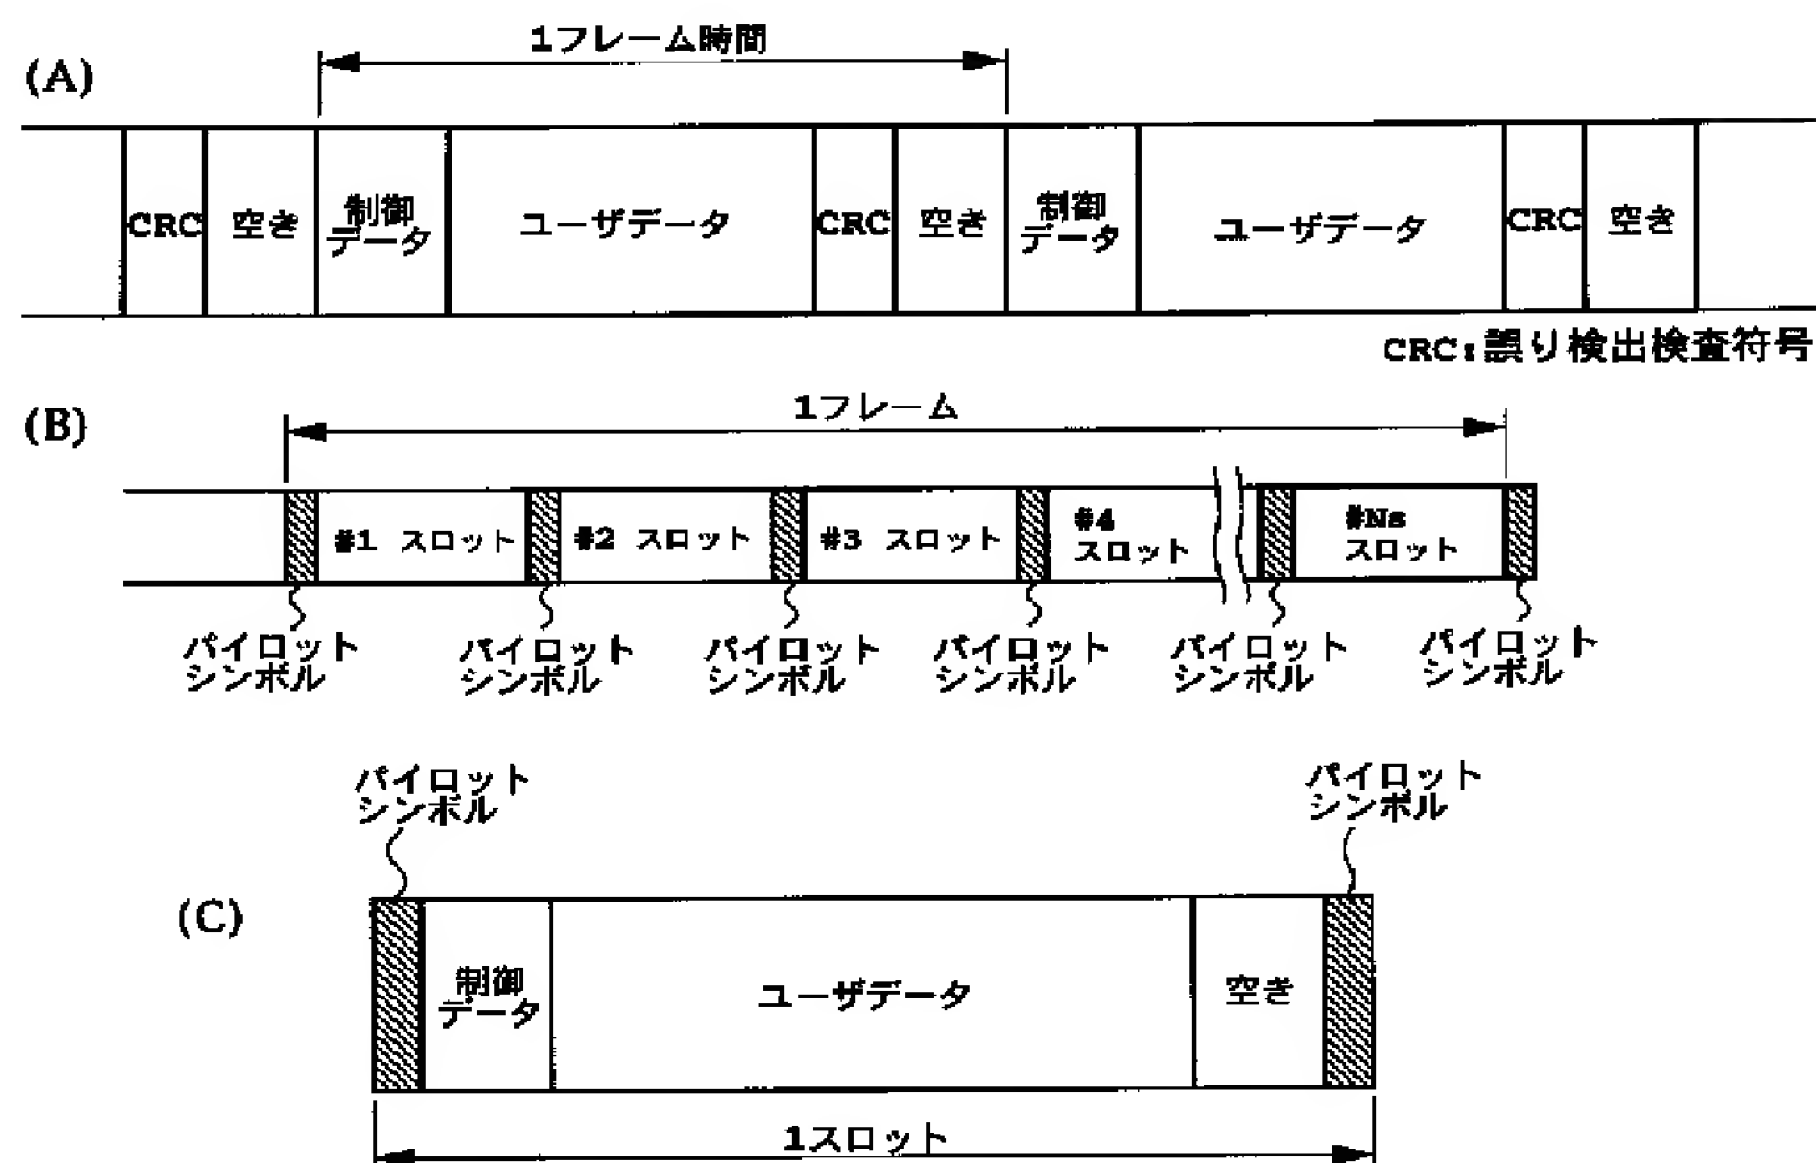 (A)
1フレーム時間
CRC
空き
制御
データ
ユーザデータ
CRC
空き
制御
データ
ユーザデータ
CRC
空き
CRC:誤り検出検査符号
(B)
1フレーム
#1 スロット
#2 スロット
#3 スロット
#4
スロット
#Ns
スロット
パイロット
シンボル
パイロット
シンボル
パイロット
シンボル
パイロット
シンボル
パイロット
シンボル
パイロット
シンボル
パイロット
シンボル
パイロット
シンボル
(C)
制御
データ
ユーザデータ
空き
1スロット